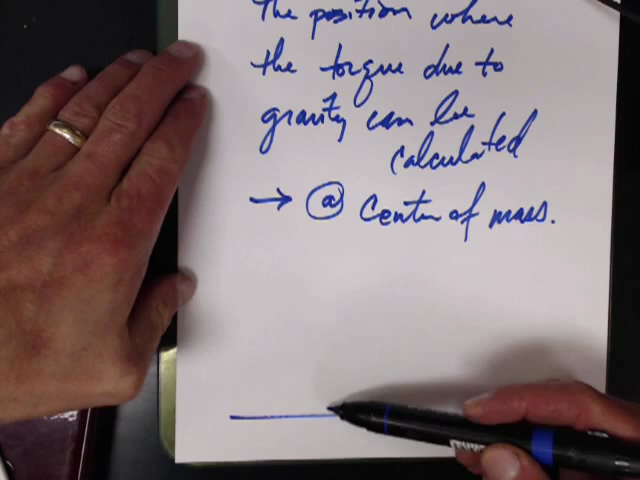 The position where
the torque due to
gravity can be
calculated
→ @ Center of mass.